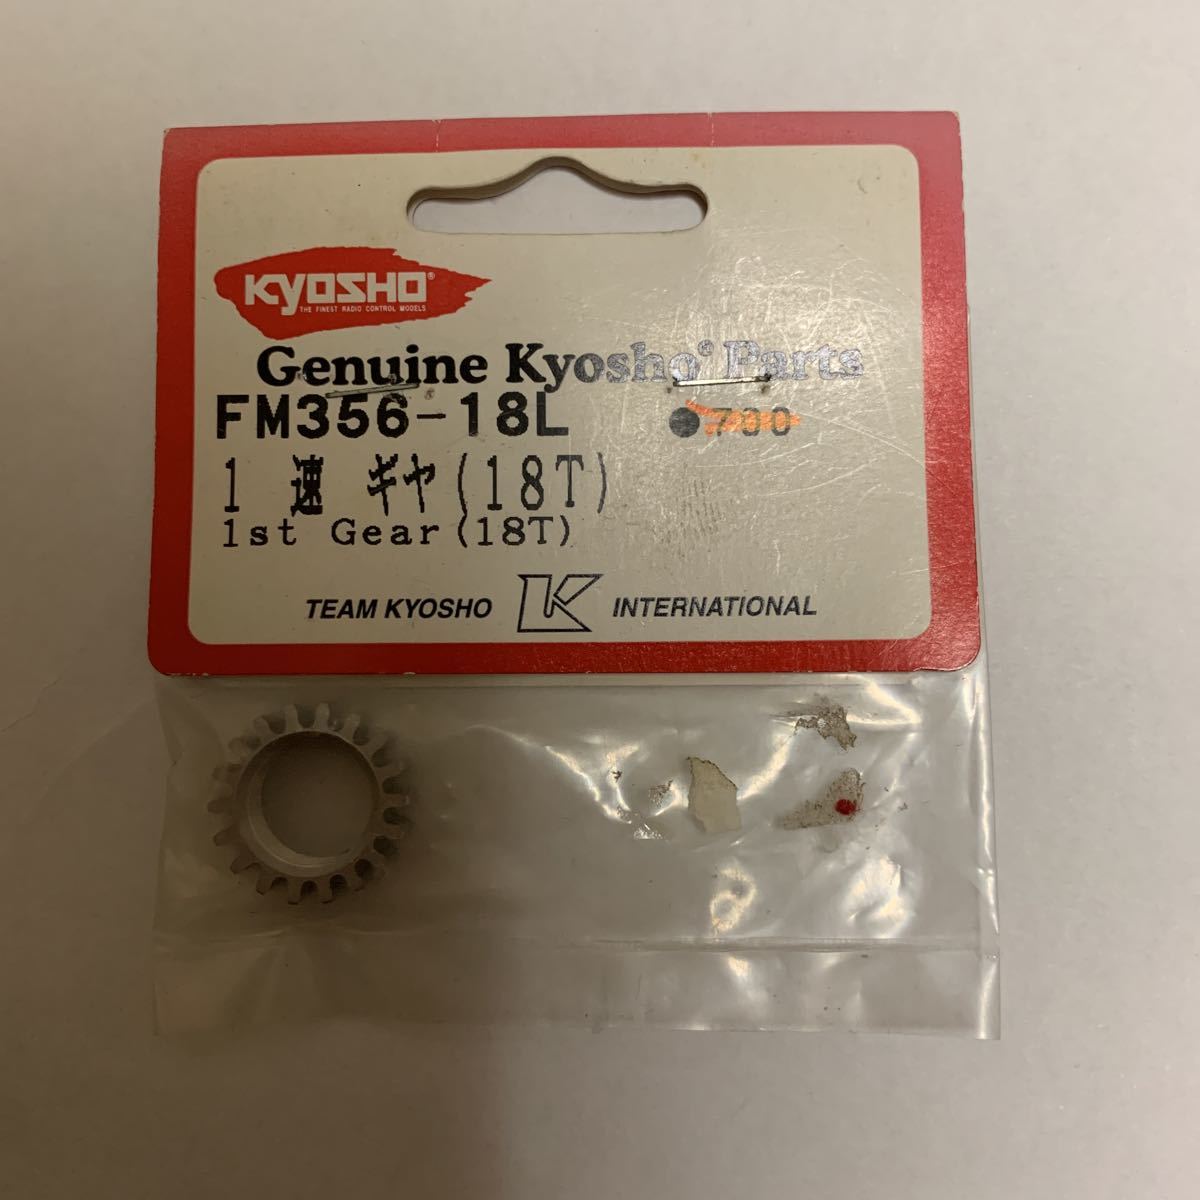 KYOSHO®
THE FINEST RADIO CONTROL MODELS
Genuine Kyosho® Parts
FM356-18L ●700
1 速 ギヤ(18T)
1st Gear(18T)
TEAM KYOSHO K INTERNATIONAL